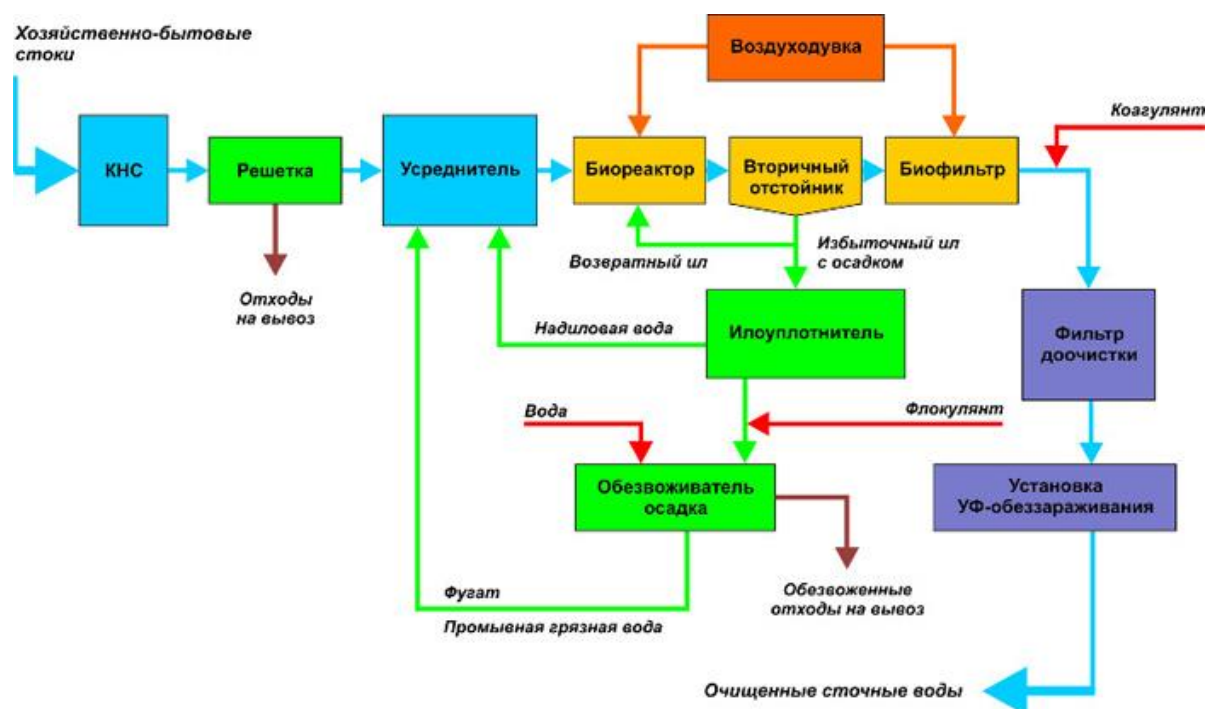 Хозяйственно-бытовые
стоки
Воздуходувка
Коагулянт
КНС
Решетка
Усреднитель
Биореактор
Вторичный
отстойник
Биофильтр
Возвратный ил
Избыточный ил
с осадком
Отходы
на вывоз
Надиловая вода
Илоуплотнитель
Фильтр
доочистки
Вода
Флокулянт
Обезвоживатель
осадка
Установка
УФ-обеззараживания
Фугат
Промывная грязная вода
Обезвоженные
отходы на вывоз
Очищенные сточные воды